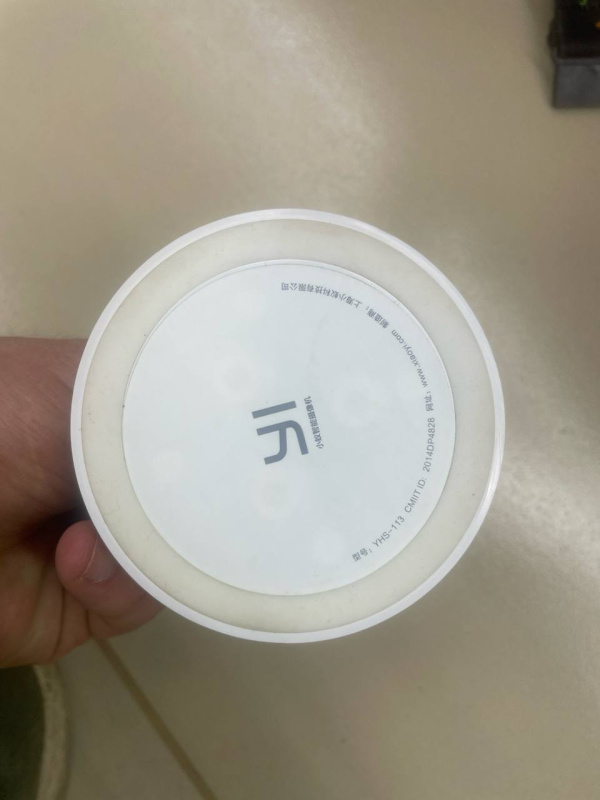 YI
小蚁智能摄像机
型号：YHS-113 CMIIT ID：2014DP4828 网址：www.xiaoyi.com 制造商：上海小蚁科技有限公司